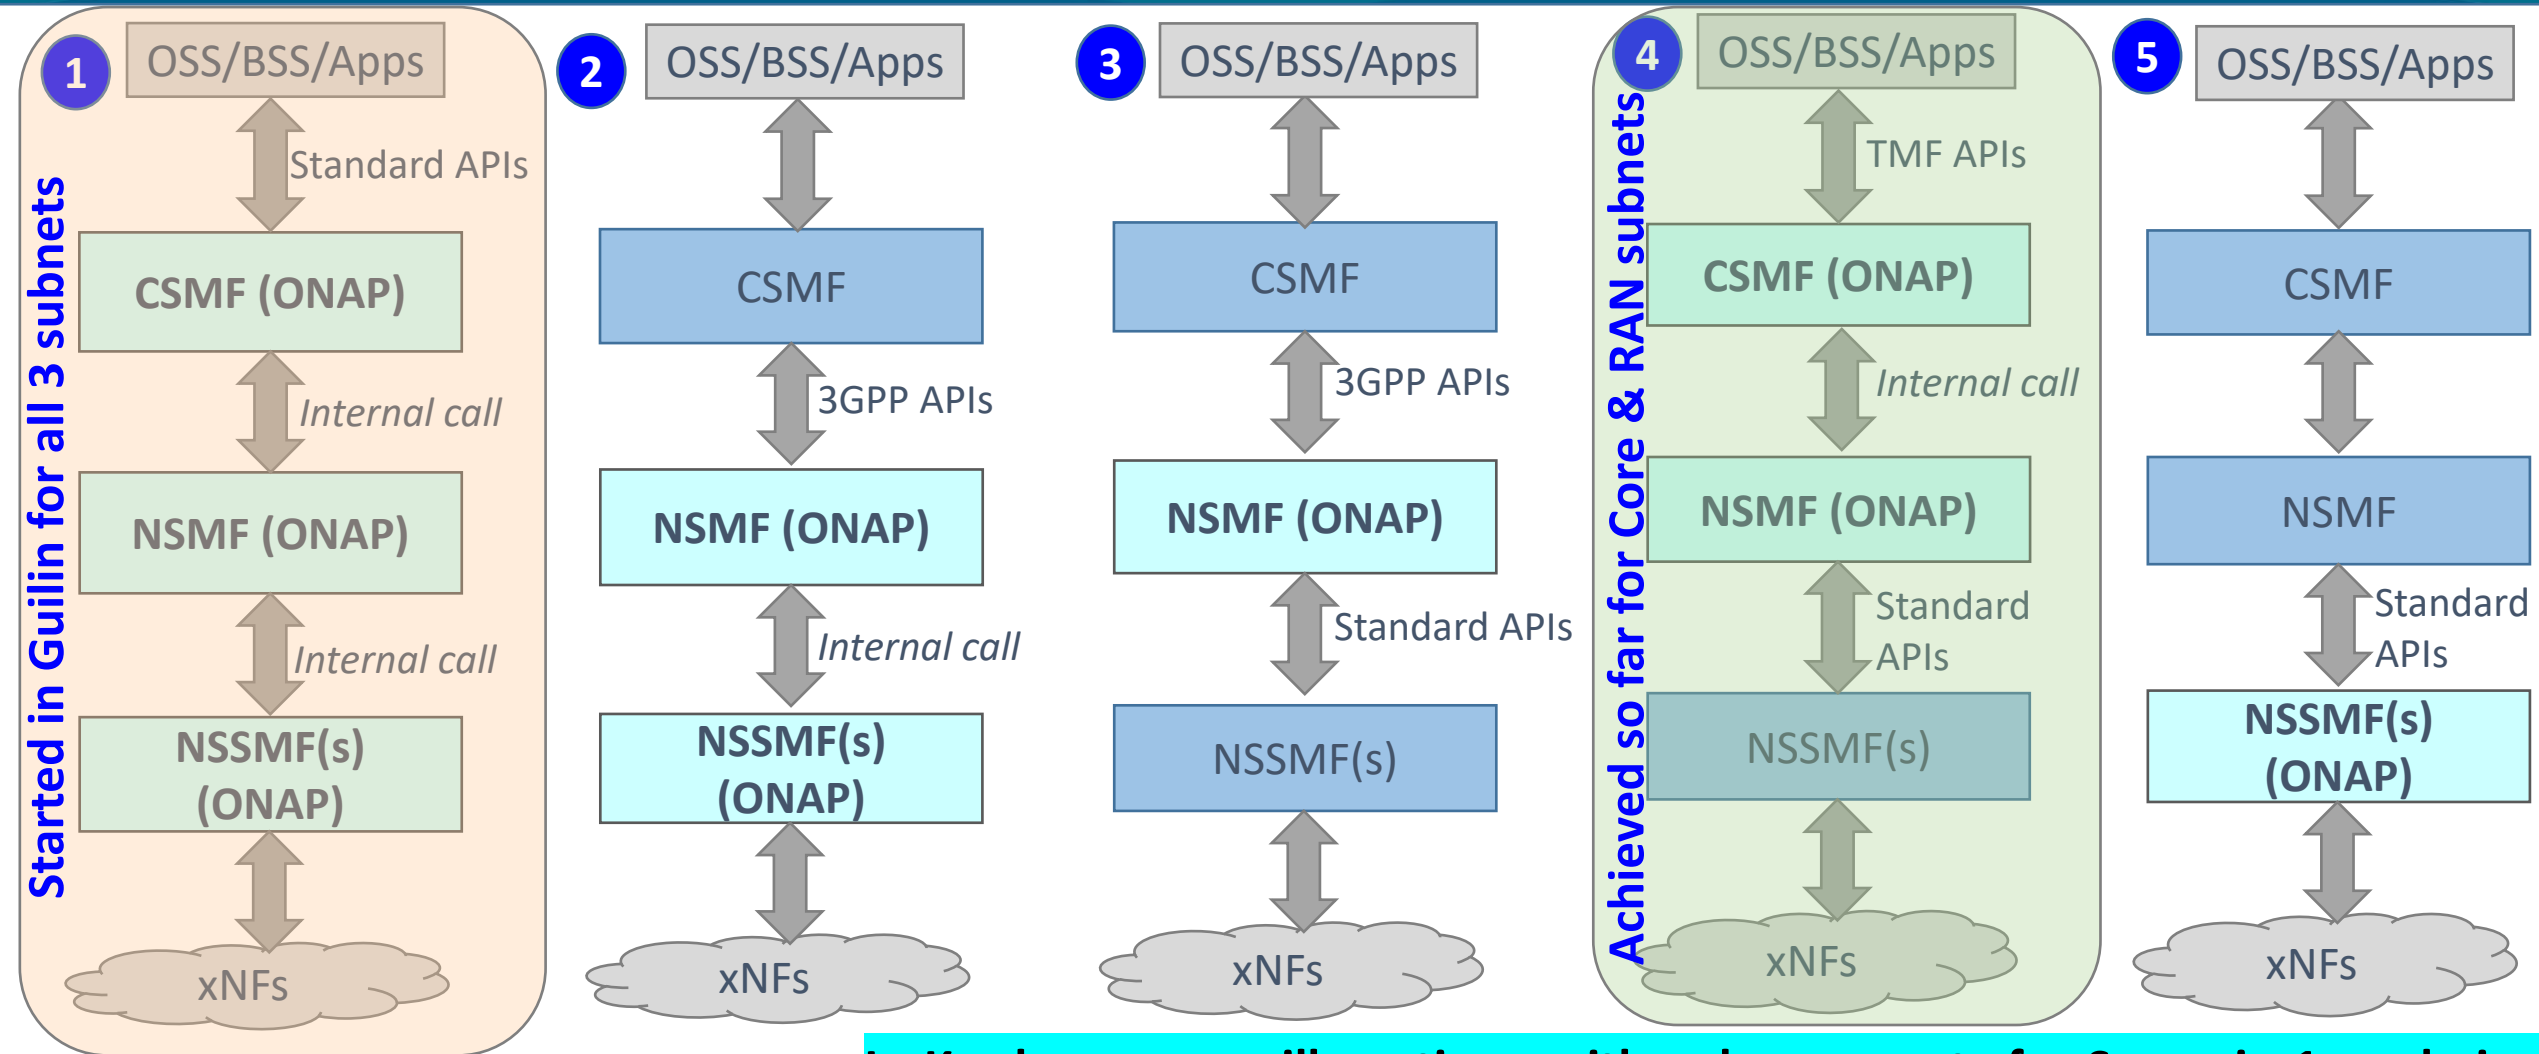 1
OSS/BSS/Apps
Standard APIs
CSMF (ONAP)
Internal call
NSMF (ONAP)
Internal call
NSSMF(s)
(ONAP)
xNFs
Started in Guilin for all 3 subnets
2
OSS/BSS/Apps
CSMF
3GPP APIs
NSMF (ONAP)
Internal call
NSSMF(s)
(ONAP)
xNFs
3
OSS/BSS/Apps
CSMF
3GPP APIs
NSMF (ONAP)
Standard APIs
NSSMF(s)
xNFs
4
OSS/BSS/Apps
TMF APIs
CSMF (ONAP)
Internal call
NSMF (ONAP)
Standard
APIs
NSSMF(s)
xNFs
Achieved so far for Core & RAN subnets
5
OSS/BSS/Apps
CSMF
NSMF
Standard
APIs
NSSMF(s)
(ONAP)
xNFs